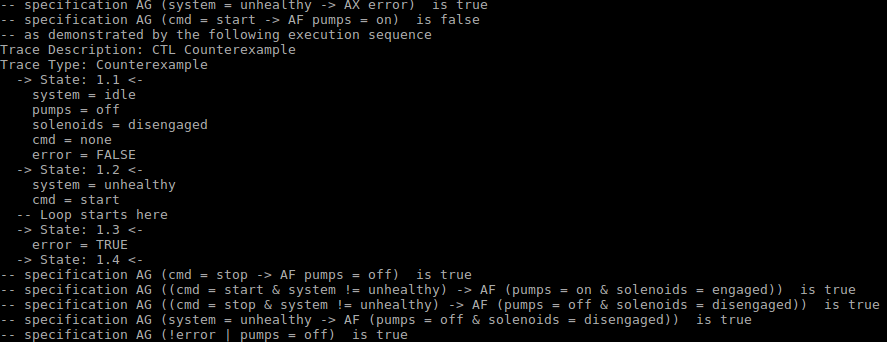 -- specification AG (system = unhealthy -> AX error)  is true
-- specification AG (cmd = start -> AF pumps = on)  is false
-- as demonstrated by the following execution sequence
Trace Description: CTL Counterexample
Trace Type: Counterexample
  -> State: 1.1 <-
    system = idle
    pumps = off
    solenoids = disengaged
    cmd = none
    error = FALSE
  -> State: 1.2 <-
    system = unhealthy
    cmd = start
  -- Loop starts here
  -> State: 1.3 <-
    error = TRUE
  -> State: 1.4 <-
-- specification AG (cmd = stop -> AF pumps = off)  is true
-- specification AG ((cmd = start & system != unhealthy) -> AF (pumps = on & solenoids = engaged))  is true
-- specification AG ((cmd = stop & system != unhealthy) -> AF (pumps = off & solenoids = disengaged))  is true
-- specification AG (system = unhealthy -> AF (pumps = off & solenoids = disengaged))  is true
-- specification AG (!error | pumps = off)  is true